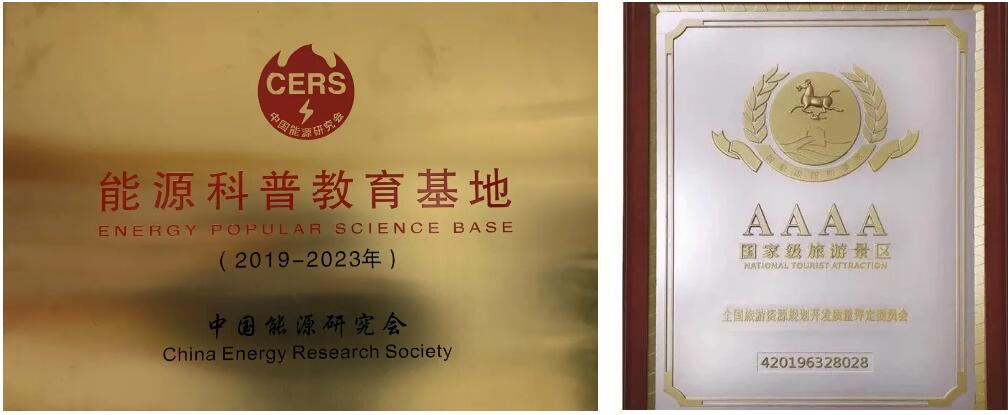 CERS
中国能源研究会
能源科普教育基地
ENERGY POPULAR SCIENCE BASE
(2019-2023年)
中国能源研究会
China Energy Research Society
AAAA
国家级旅游景区
NATIONAL TOURIST ATTRACTION
全国旅游资源规划开发质量评定委员会
420196328028